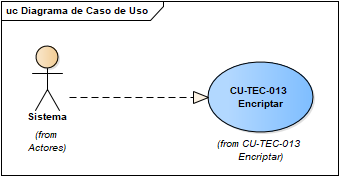 uc Diagrama de Caso de Uso
CU-TEC-013
Encriptar
Sistema
(from
Actores)
(from CU-TEC-013
Encriptar)